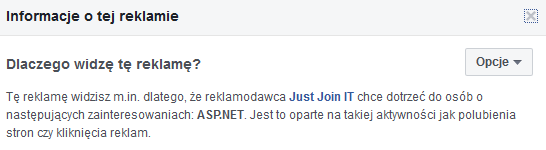 Informacje o tej reklamie
Dlaczego widzę tę reklamę?
Opcje
Tę reklamę widzisz m.in. dlatego, że reklamodawca Just Join IT chce dotrzeć do osób o
następujących zainteresowaniach: ASP.NET. Jest to oparte na takiej aktywności jak polubienia
stron czy kliknięcia reklam.